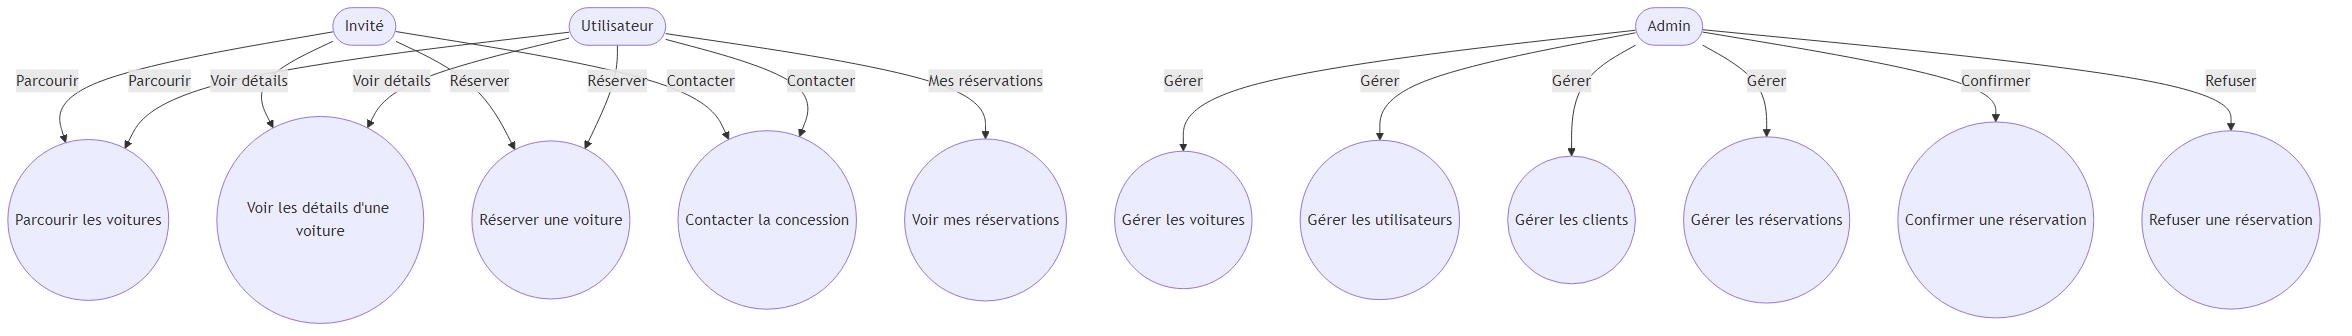 Invité
Utilisateur
Admin
Parcourir
Parcourir
Voir détails
Voir détails
Réserver
Réserver
Contacter
Contacter
Mes réservations
Gérer
Gérer
Gérer
Gérer
Confirmer
Refuser
Parcourir les voitures
Voir les détails d'une
voiture
Réserver une voiture
Contacter la concession
Voir mes réservations
Gérer les voitures
Gérer les utilisateurs
Gérer les clients
Gérer les réservations
Confirmer une réservation
Refuser une réservation